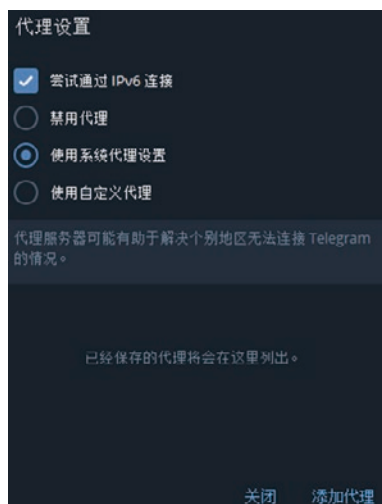 代理设置
尝试通过 IPv6 连接
禁用代理
使用系统代理设置
使用自定义代理
代理服务器可能有助于解决个别地区无法连接 Telegram
的情况。
已经保存的代理将会在这里列出。
关闭 添加代理